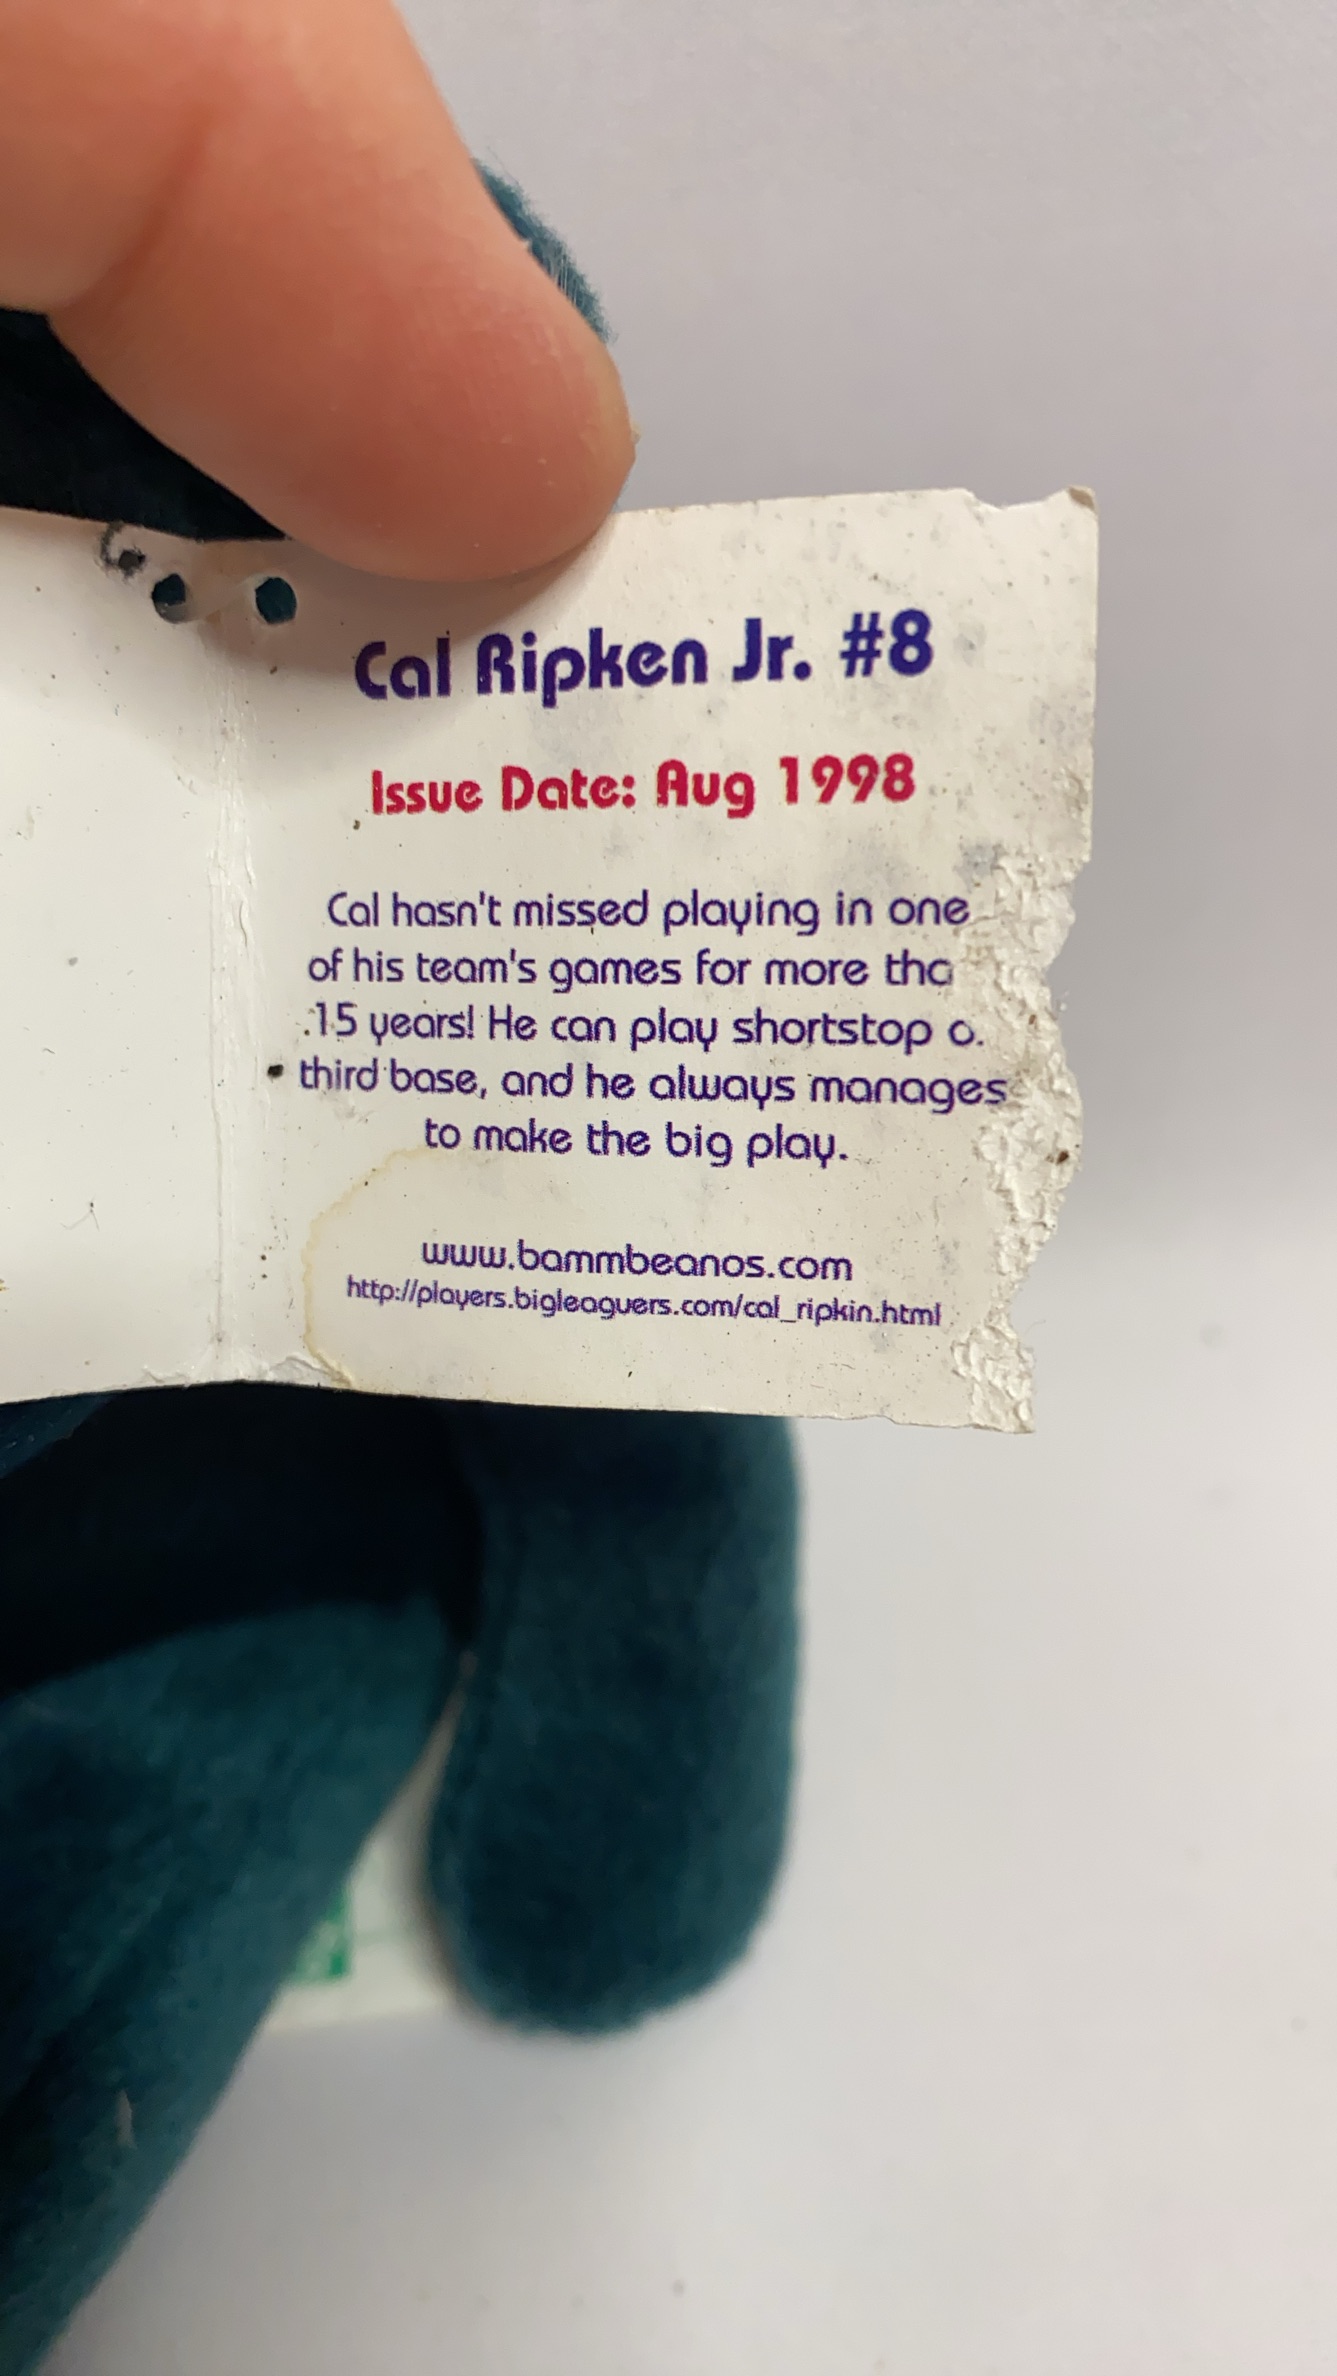 Cal Ripken Jr. #8
Issue Date: Aug 1998
Cal hasn't missed playing in one
of his team's games for more tha
15 years! He can play shortstop o
third base, and he always manages
to make the big play.
www.bammbeanos.com
http://players.bigleaguers.com/cal_ripkin.html